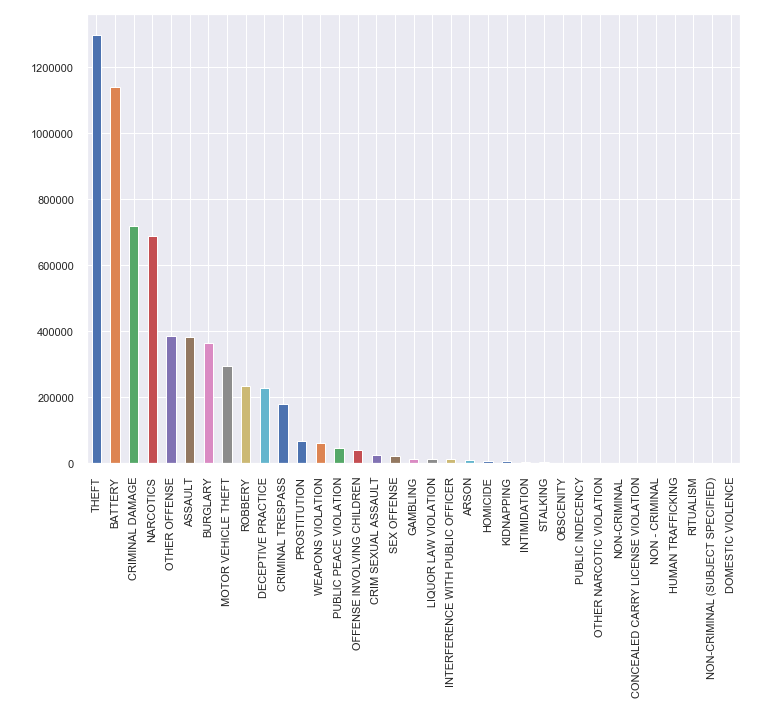 1200000
1000000
800000
600000
400000
200000
0
THEFT
BATTERY
CRIMINAL DAMAGE
NARCOTICS
OTHER OFFENSE
ASSAULT
BURGLARY
MOTOR VEHICLE THEFT
ROBBERY
DECEPTIVE PRACTICE
CRIMINAL TRESPASS
PROSTITUTION
WEAPONS VIOLATION
PUBLIC PEACE VIOLATION
OFFENSE INVOLVING CHILDREN
CRIM SEXUAL ASSAULT
SEX OFFENSE
GAMBLING
LIQUOR LAW VIOLATION
INTERFERENCE WITH PUBLIC OFFICER
ARSON
HOMICIDE
KIDNAPPING
INTIMIDATION
STALKING
OBSCENITY
PUBLIC INDECENCY
OTHER NARCOTIC VIOLATION
NON-CRIMINAL
CONCEALED CARRY LICENSE VIOLATION
NON - CRIMINAL
HUMAN TRAFFICKING
RITUALISM
NON-CRIMINAL (SUBJECT SPECIFIED)
DOMESTIC VIOLENCE